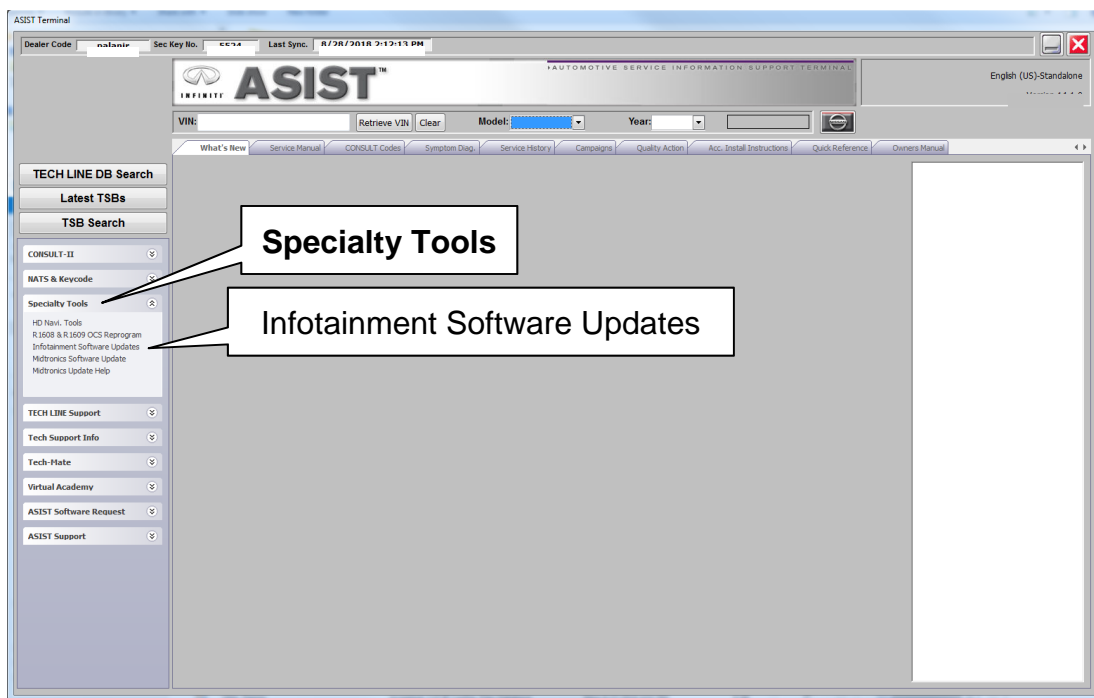 ASIST Terminal
Dealer Code Sec Key No. Last Sync. 8/28/2018 2:12:13 PM
INFINITI ASIST™
AUTOMOTIVE SERVICE INFORMATION SUPPORT TERMINAL
English (US)-Standalone
VIN: Retrieve VIN Clear Model: Year:
What's New Service Manual CONSULT Codes Symptom Diag. Service History Campaigns Quality Action Acc. Install Instructions Quick Reference Owners Manual
TECH LINE DB Search
Latest TSBs
TSB Search
CONSULT-II
NATS & Keycode
Specialty Tools
HD Navi. Tools
R1608 & R1609 OCS Reprogram
Infotainment Software Updates
Midtronics Software Update
Midtronics Update Help
TECH LINE Support
Tech Support Info
Tech-Mate
Virtual Academy
ASIST Software Request
ASIST Support
Specialty Tools
Infotainment Software Updates